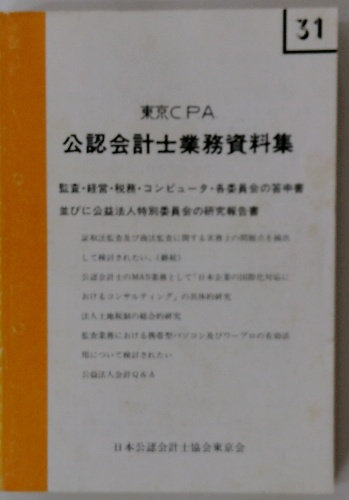 31
東京CPA
公認会計士業務資料集
監査・経営・税務・コンピュータ・各委員会の答申書
並びに公益法人特別委員会の研究報告書
証取法監査及び商法監査に関する実務上の問題点を摘出
して検討されたい。(継続)
公認会計士のMAS業務として「日本企業の国際化対応に
おけるコンサルティング」の具体的研究
法人土地税制の総合的研究
監査業務における携帯型パソコン及びワープロの有効活
用について検討されたい
公益法人会計Q&A
日本公認会計士協会東京会